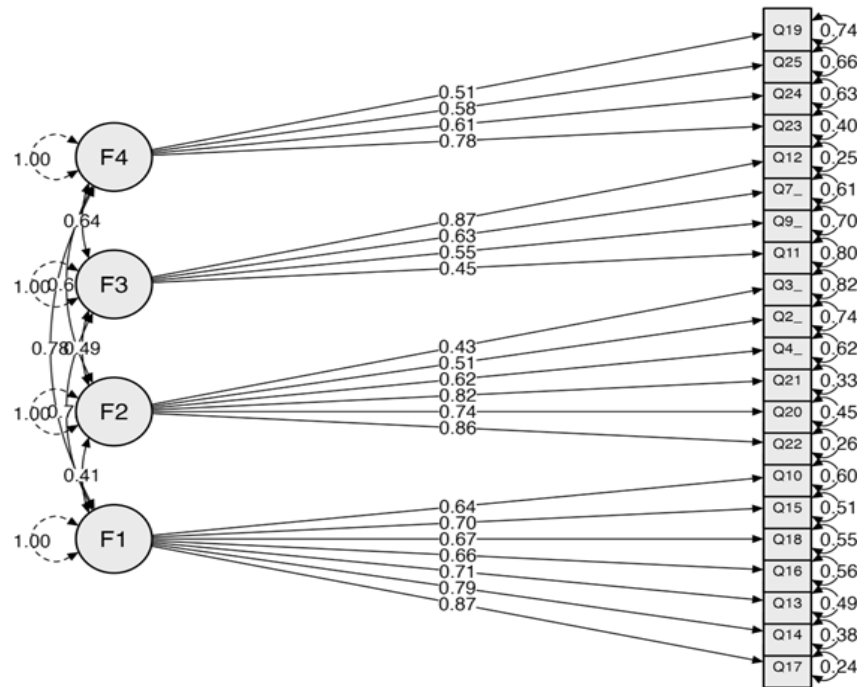 Q19 0.74
Q25 0.66
0.51
Q24 0.63
0.58
0.61
Q23 0.40
0.78
1.00 F4
Q12 0.25
Q7_ 0.61
0.64
0.87
Q9_ 0.70
0.63
0.55
Q11 0.80
0.45
1.00 0.6 F3
Q3_ 0.82
Q2_ 0.74
0.78 0.49
0.43
Q4_ 0.62
0.51
0.62
Q21 0.33
0.82
1.00 0.7 F2
0.74
Q20 0.45
0.86
Q22 0.26
0.41
Q10 0.60
0.64
Q15 0.51
0.70
1.00 F1
0.67
Q18 0.55
0.66
Q16 0.56
0.71
0.79
Q13 0.49
0.87
Q14 0.38
Q17 0.24